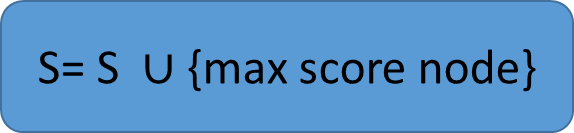 S= S ∪ {max score node}